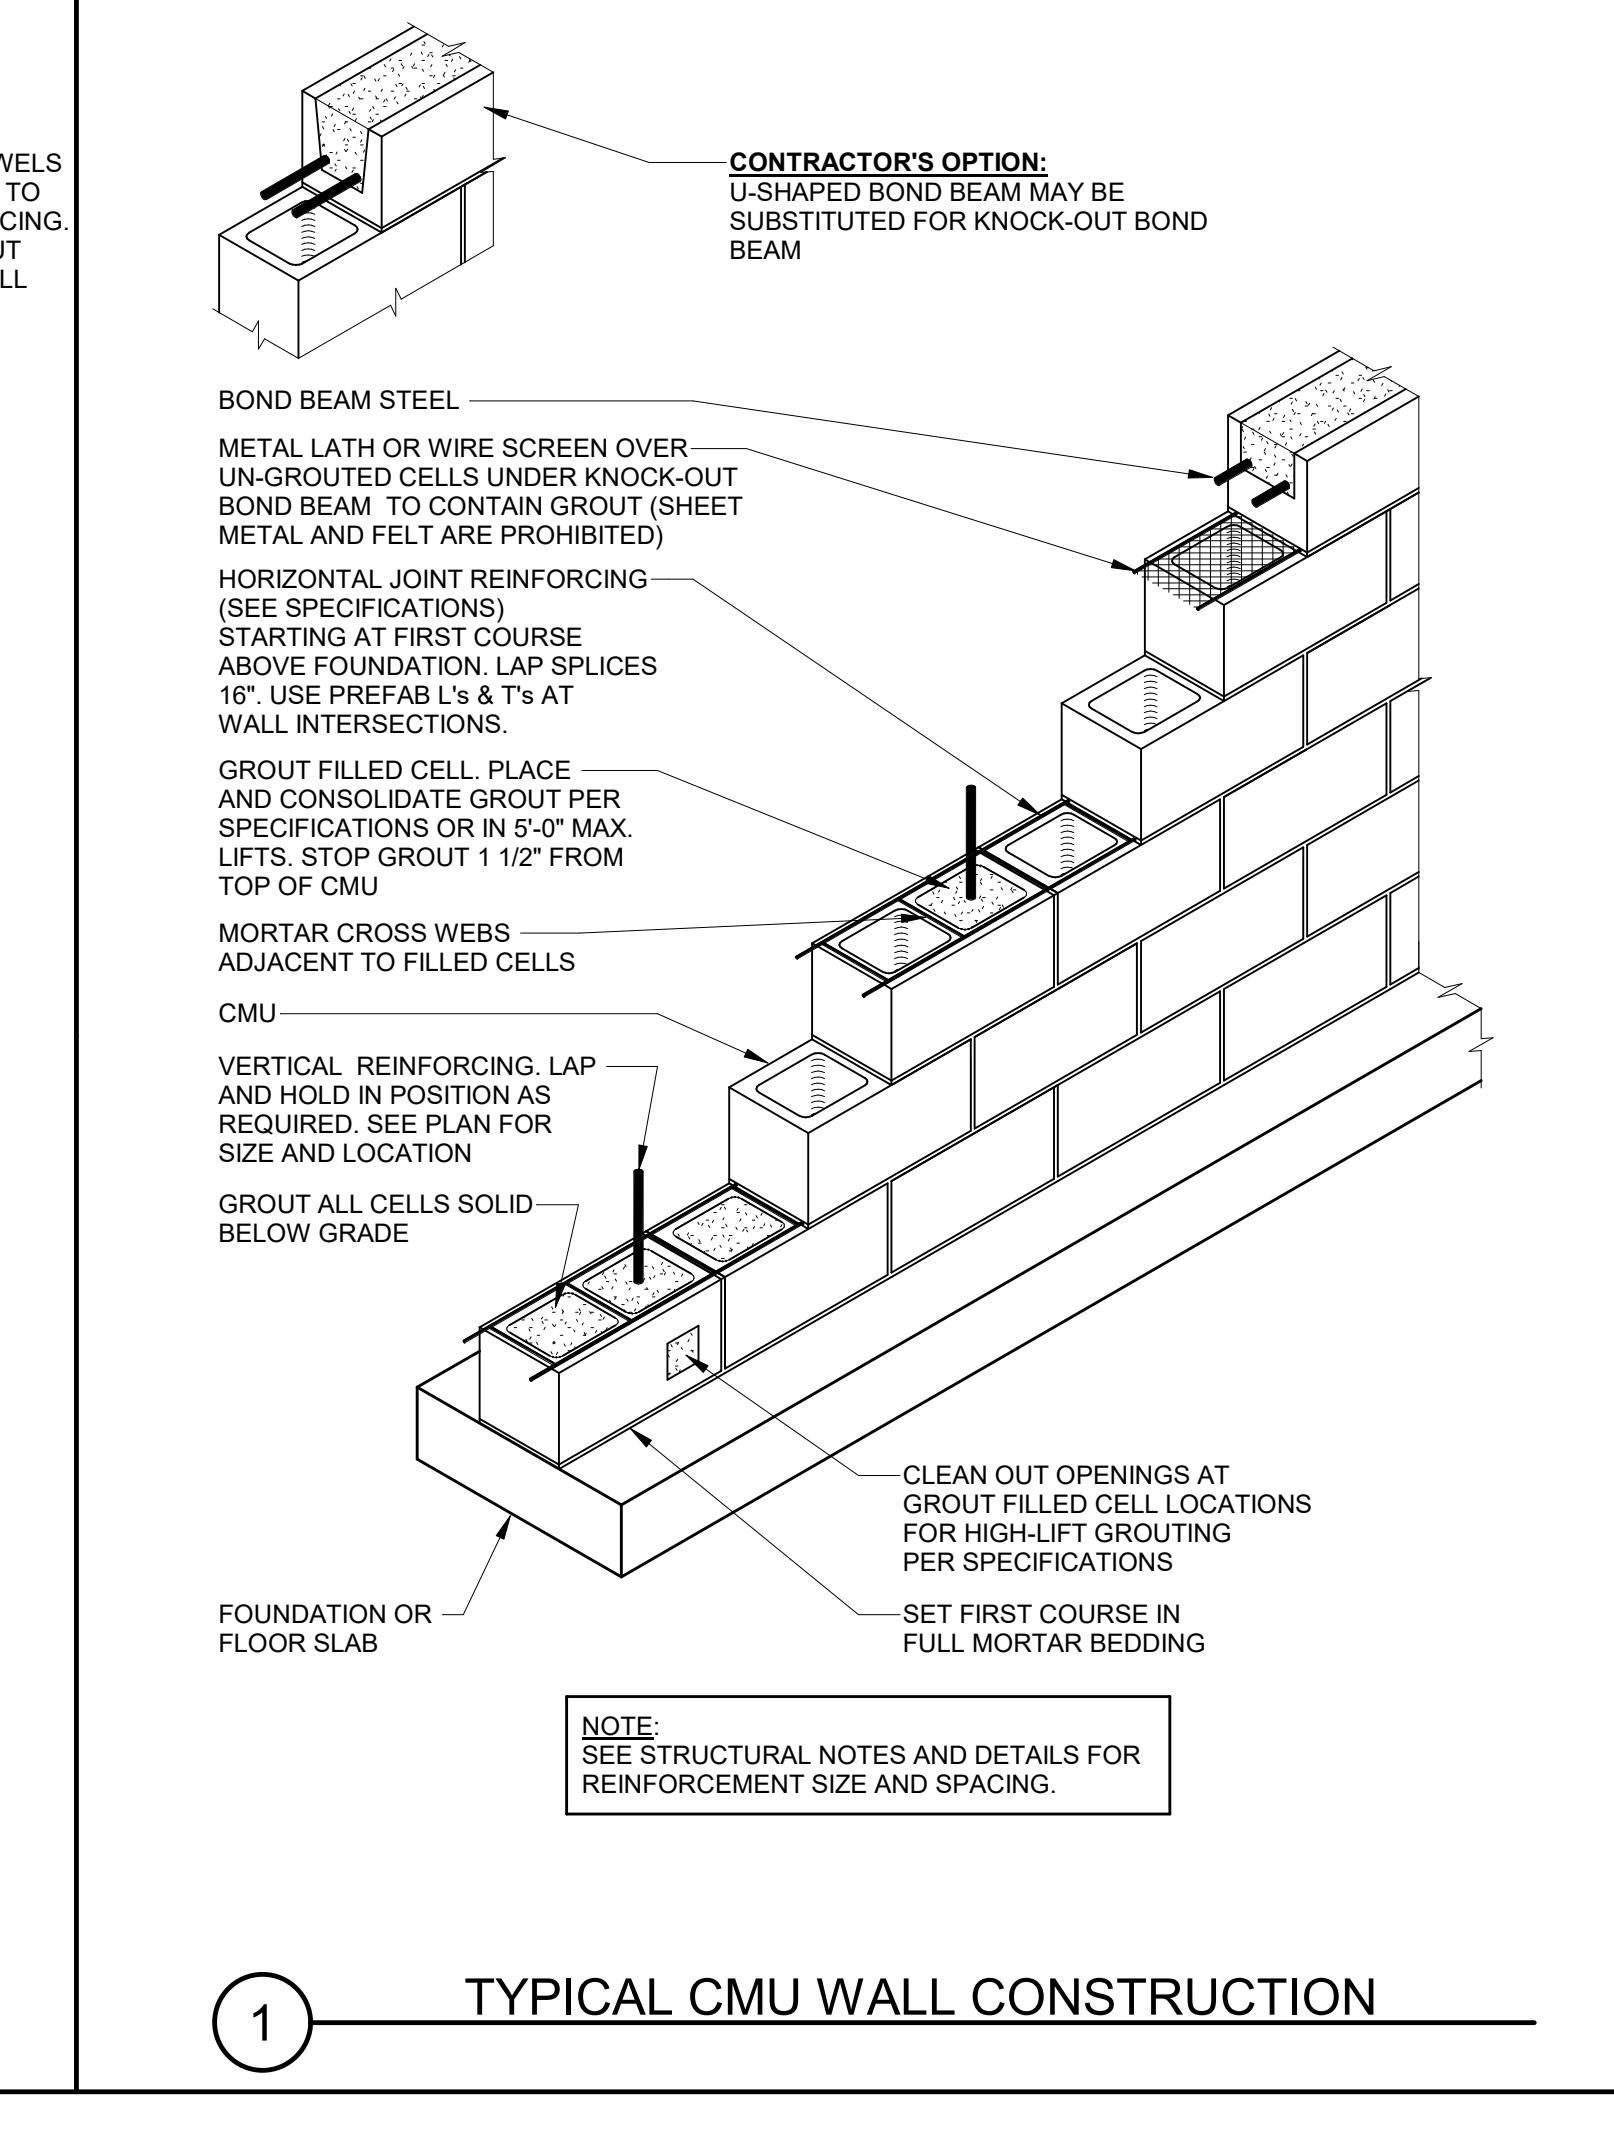 TO
CONTRACTOR'S OPTION:
U-SHAPED BOND BEAM MAY BE
SUBSTITUTED FOR KNOCK-OUT BOND
BEAM
BOND BEAM STEEL
METAL LATH OR WIRE SCREEN OVER
UN-GROUTED CELLS UNDER KNOCK-OUT
BOND BEAM TO CONTAIN GROUT (SHEET
METAL AND FELT ARE PROHIBITED)
HORIZONTAL JOINT REINFORCING
(SEE SPECIFICATIONS)
STARTING AT FIRST COURSE
ABOVE FOUNDATION. LAP SPLICES
16". USE PREFAB L's & T's AT
WALL INTERSECTIONS.
GROUT FILLED CELL. PLACE
AND CONSOLIDATE GROUT PER
SPECIFICATIONS OR IN 5'-0" MAX.
LIFTS. STOP GROUT 1 1/2" FROM
TOP OF CMU
MORTAR CROSS WEBS
ADJACENT TO FILLED CELLS
CMU
VERTICAL REINFORCING. LAP
AND HOLD IN POSITION AS
REQUIRED. SEE PLAN FOR
SIZE AND LOCATION
GROUT ALL CELLS SOLID
BELOW GRADE
CLEAN OUT OPENINGS AT
GROUT FILLED CELL LOCATIONS
FOR HIGH-LIFT GROUTING
PER SPECIFICATIONS
FOUNDATION OR
FLOOR SLAB
SET FIRST COURSE IN
FULL MORTAR BEDDING
NOTE:
SEE STRUCTURAL NOTES AND DETAILS FOR
REINFORCEMENT SIZE AND SPACING.
1
TYPICAL CMU WALL CONSTRUCTION